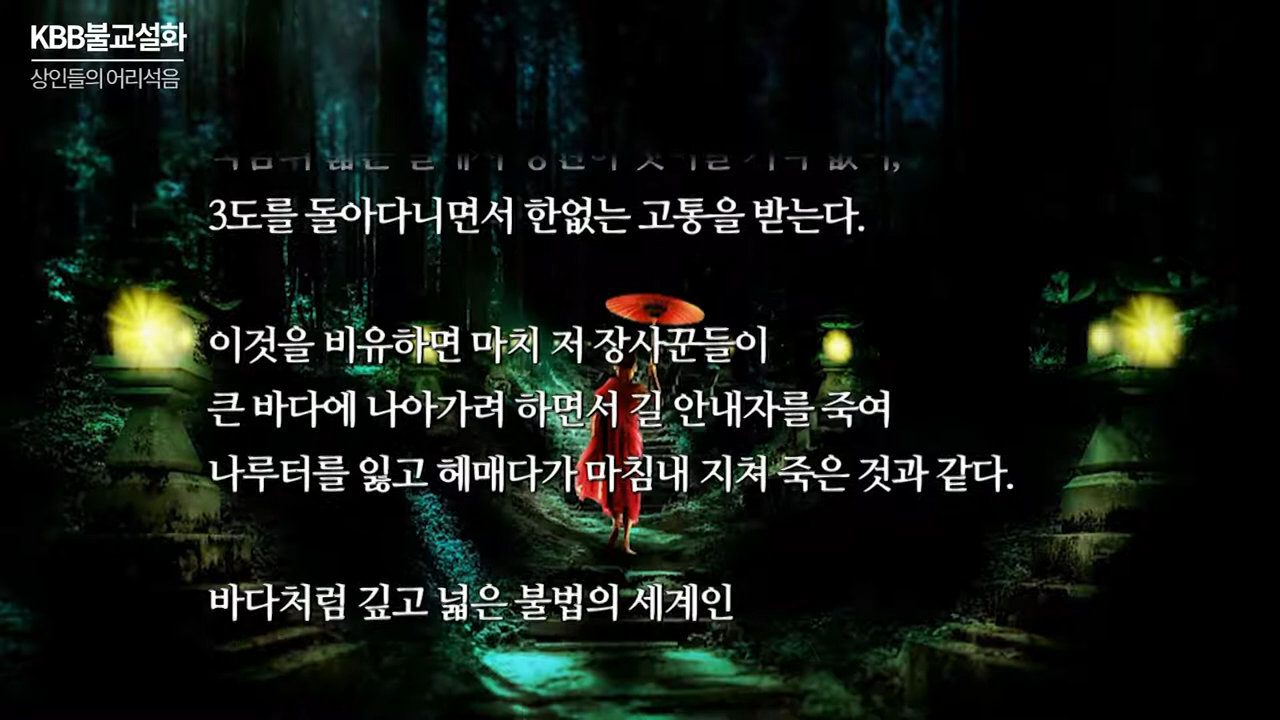 KBB불교설화
상인들의 어리석음
3도를 돌아다니면서 한없는 고통을 받는다.
이것을 비유하면 마치 저 장사꾼들이
큰 바다에 나아가려 하면서 길 안내자를 죽여
나루터를 잃고 헤매다가 마침내 지쳐 죽은 것과 같다.
바다처럼 깊고 넓은 불법의 세계인